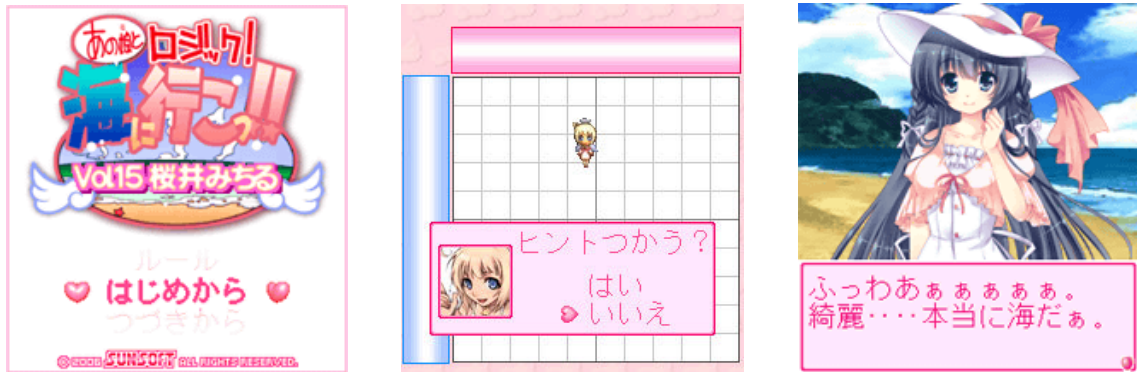 あの娘と
ロジック!
海に行こっ!!
Vol.15 桜井みちる
ルール
はじめから
つづきから
© 2008 SUNSOFT ALL RIGHTS RESERVED.
ヒントつかう?
はい
いいえ
ふっわあぁぁぁぁぁ。
綺麗‥‥本当に海だぁ。